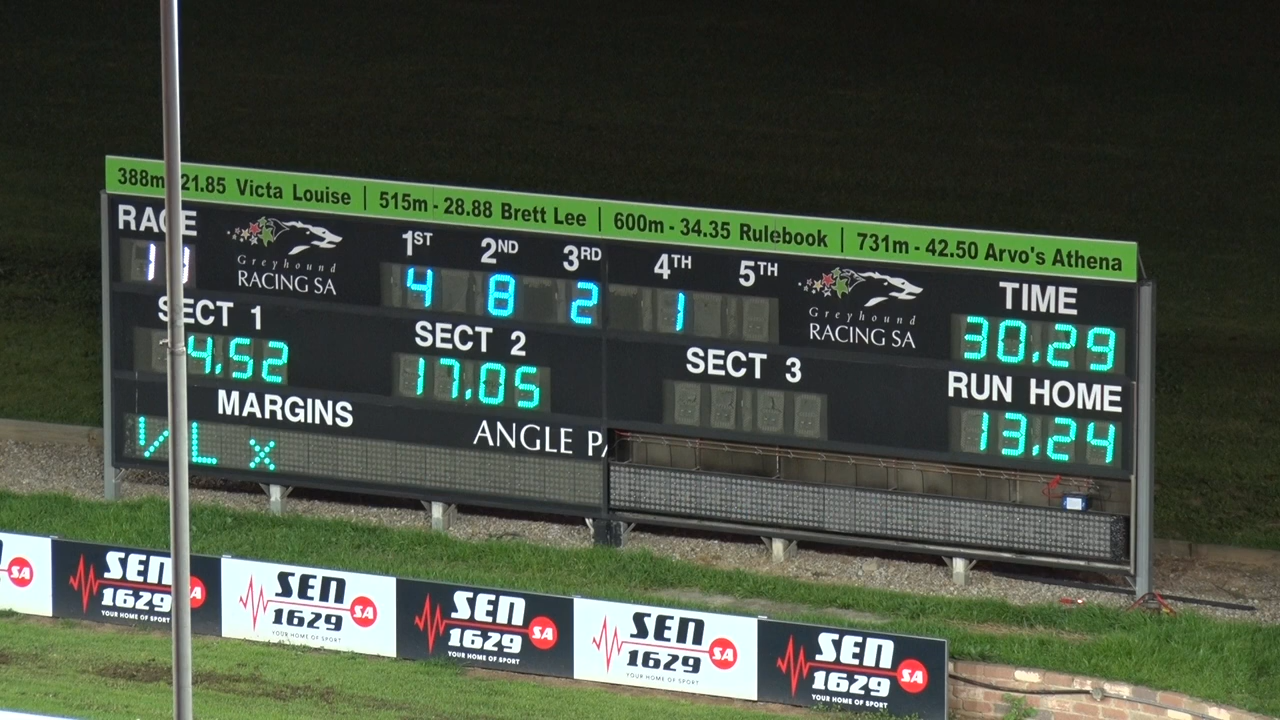 388m 21.85 Victa Louise | 515m - 28.88 Brett Lee | 600m - 34.35 Rulebook | 731m - 42.50 Arvo's Athena
RACE
Greyhound
RACING SA
1ST 2ND 3RD 4TH 5TH
4 8 2 1
Greyhound
RACING SA
TIME
30.29
SECT 1
4.52
SECT 2
17.05
SECT 3
RUN HOME
13.24
MARGINS
ANGLE PA
SA
SEN
1629
YOUR HOME OF SPORT
SEN
1629 SA
YOUR HOME OF SPORT
SEN
1629 SA
YOUR HOME OF SPORT
SEN
1629 SA
YOUR HOME OF SPORT
SEN
1629 SA
YOUR HOME OF SPORT